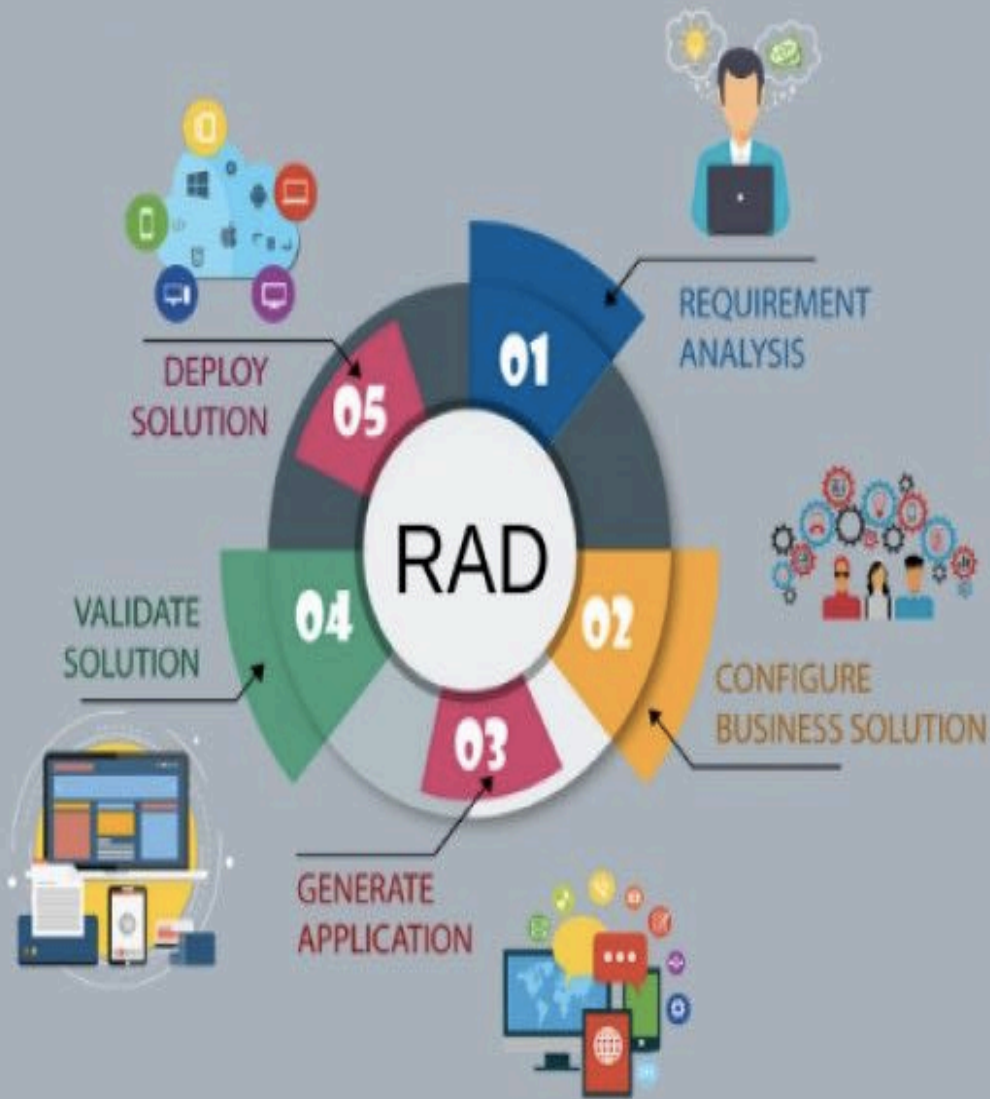 RAD
01
REQUIREMENT
ANALYSIS
02
CONFIGURE
BUSINESS SOLUTION
03
GENERATE
APPLICATION
04
VALIDATE
SOLUTION
05
DEPLOY
SOLUTION